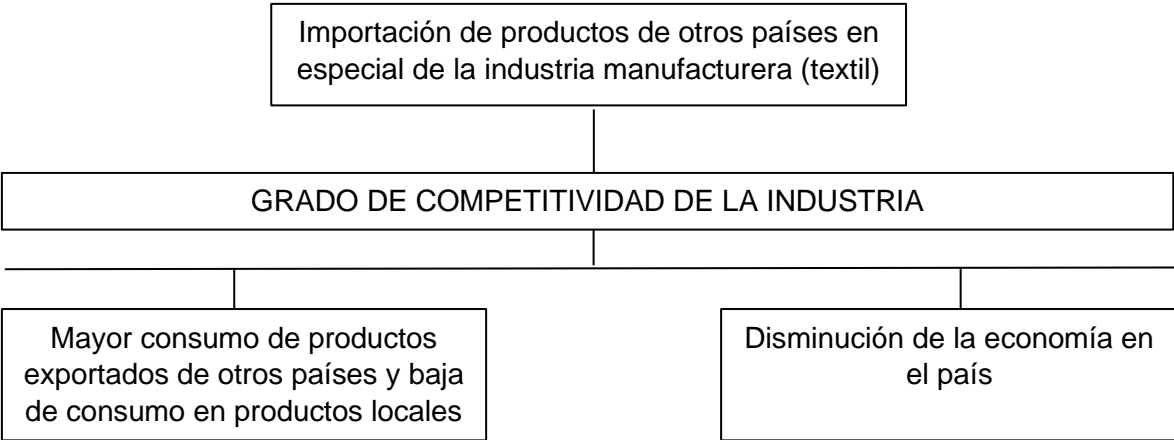 Importación de productos de otros países en
especial de la industria manufacturera (textil)
GRADO DE COMPETITIVIDAD DE LA INDUSTRIA
Mayor consumo de productos
exportados de otros países y baja
de consumo en productos locales
Disminución de la economía en
el país